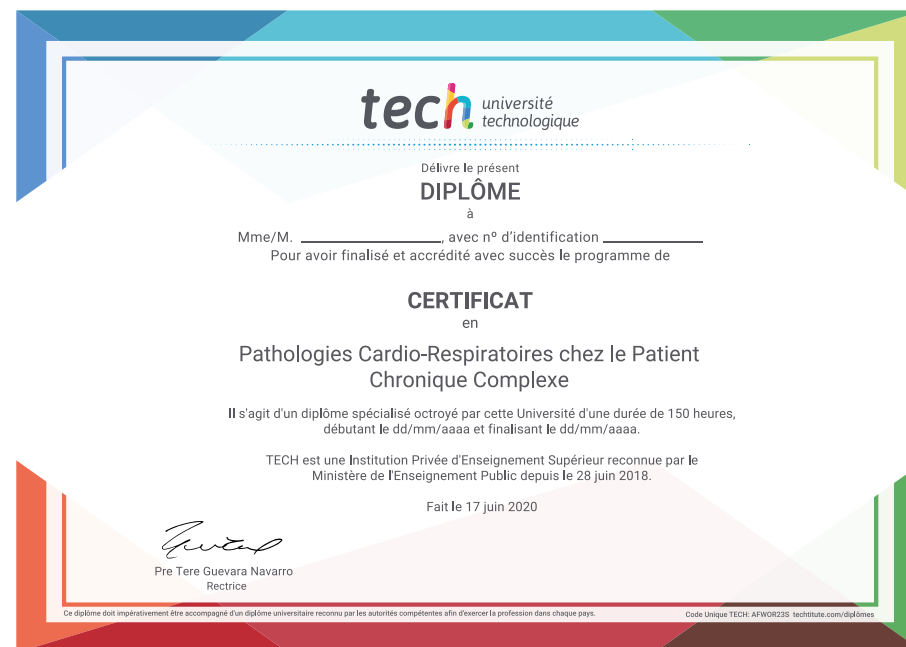 tech université
technologique
Délivre le présent
DIPLÔME
à
Mme/M. ____________________, avec nº d'identification ______________
Pour avoir finalisé et accrédité avec succès le programme de
CERTIFICAT
en
Pathologies Cardio-Respiratoires chez le Patient
Chronique Complexe
Il s'agit d'un diplôme spécialisé octroyé par cette Université d'une durée de 150 heures,
débutant le dd/mm/aaaa et finalisant le dd/mm/aaaa.
TECH est une Institution Privée d'Enseignement Supérieur reconnue par le
Ministère de l'Enseignement Public depuis le 28 juin 2018.
Fait le 17 juin 2020
Pre Tere Guevara Navarro
Rectrice
Ce diplôme doit impérativement être accompagné d'un diplôme universitaire reconnu par les autorités compétentes afin d'exercer la profession dans chaque pays.
Code Unique TECH: AFWOR23S techtitute.com/diplômes